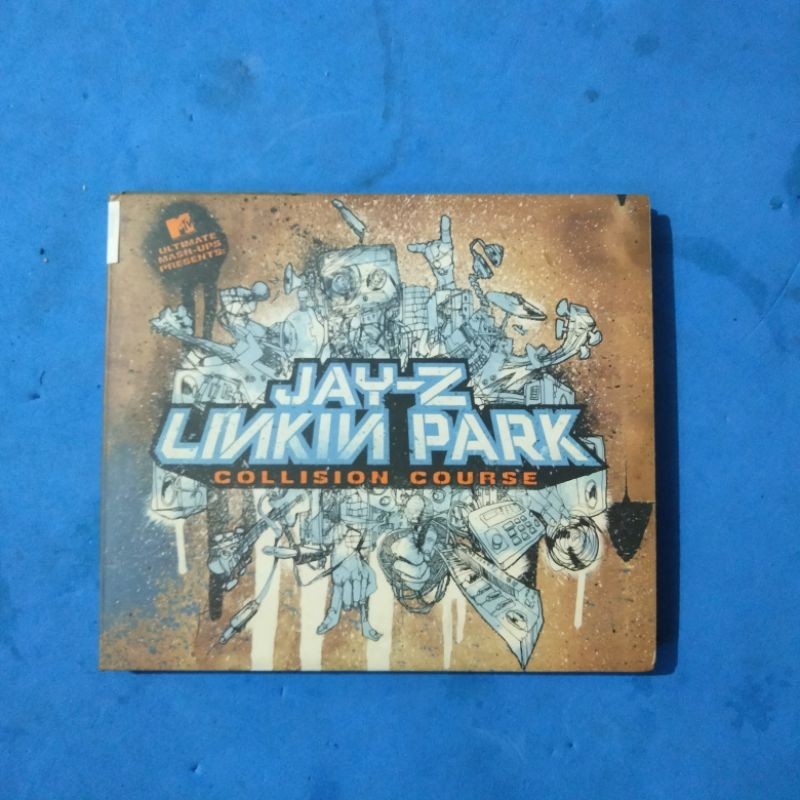 MTV
ULTIMATE
MASH-UPS
PRESENTS:
JAY-Z
LINKIN PARK
COLLISION COURSE